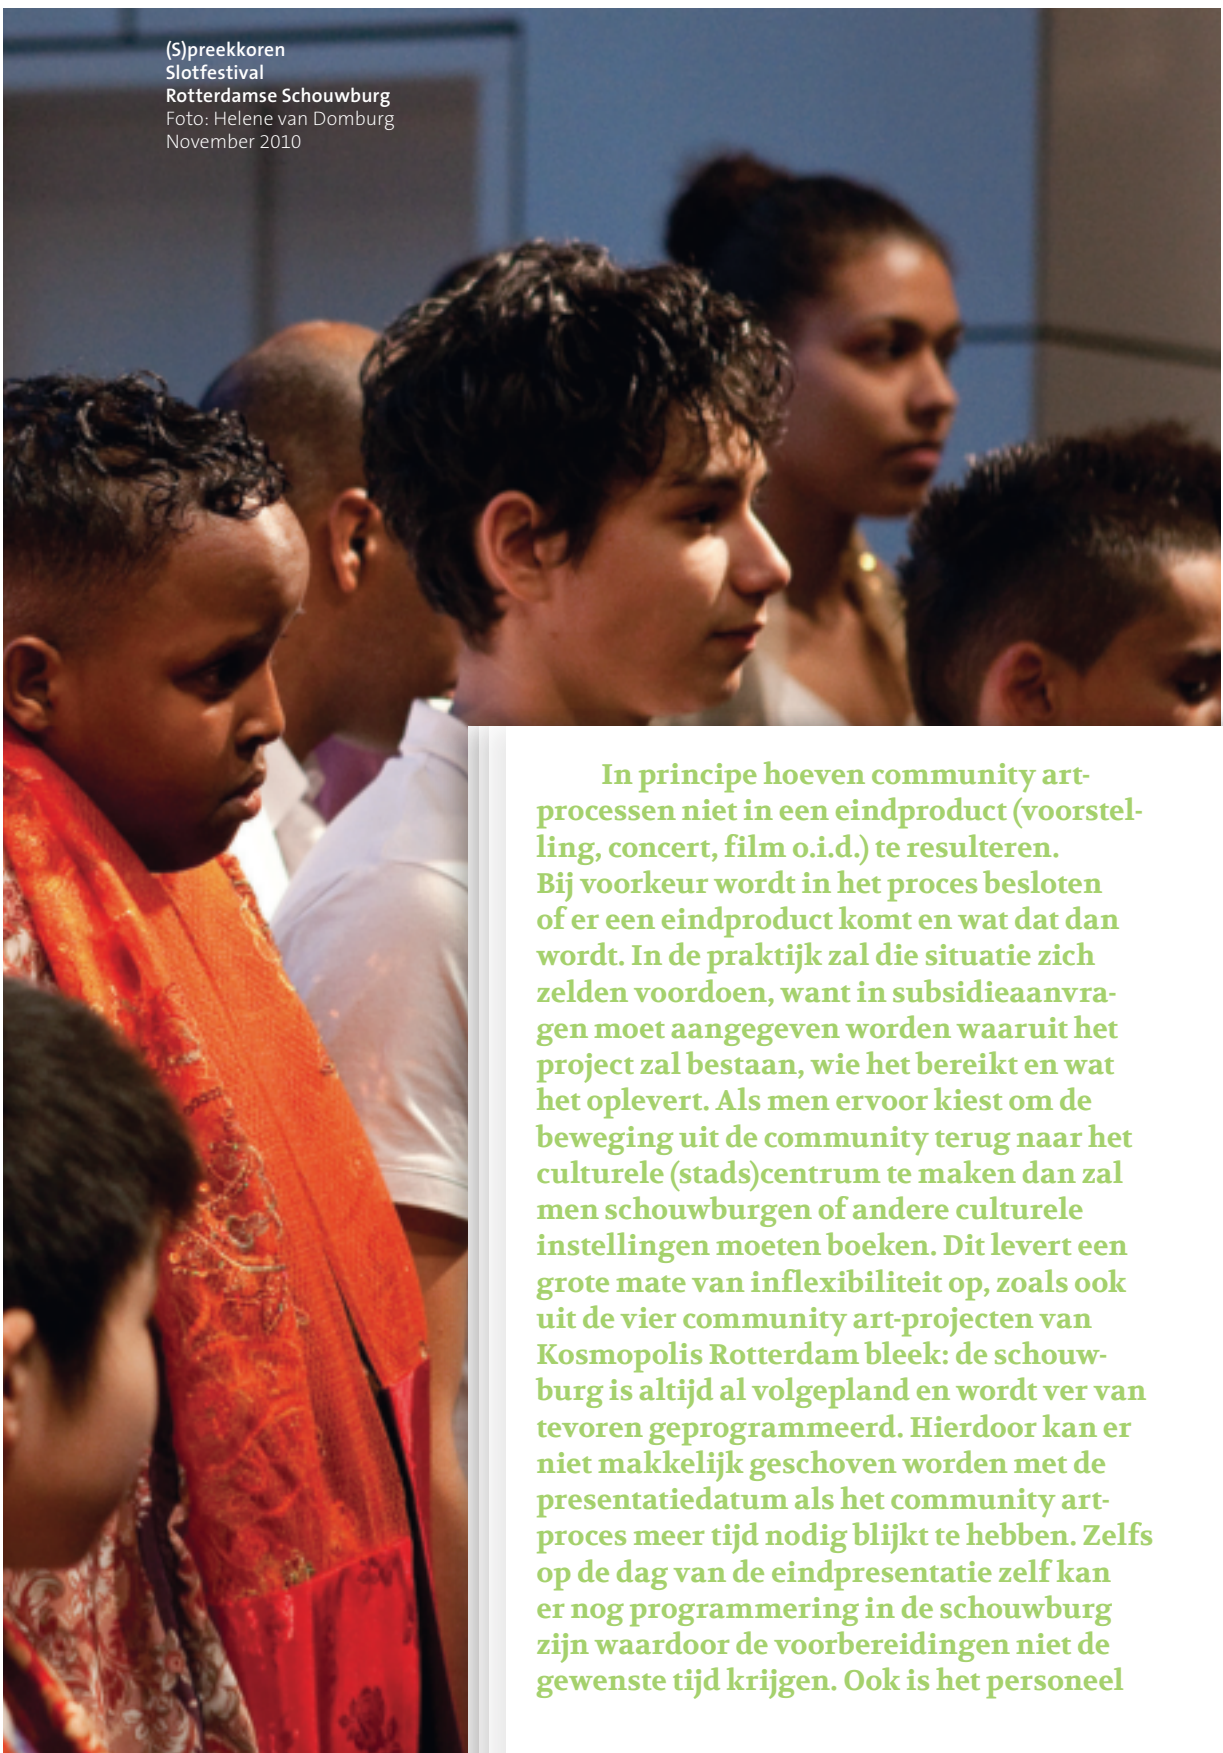 (S)preekkoren
Slotfestival
Rotterdamse Schouwburg
Foto: Helene van Domburg
November 2010
In principe hoeven community art-
processen niet in een eindproduct (voorstel-
ling, concert, film o.i.d.) te resulteren.
Bij voorkeur wordt in het proces besloten
of er een eindproduct komt en wat dat dan
wordt. In de praktijk zal die situatie zich
zelden voordoen, want in subsidieaanvra-
gen moet aangegeven worden waaruit het
project zal bestaan, wie het bereikt en wat
het oplevert. Als men ervoor kiest om de
beweging uit de community terug naar het
culturele (stads)centrum te maken dan zal
men schouwburgen of andere culturele
instellingen moeten boeken. Dit levert een
grote mate van inflexibiliteit op, zoals ook
uit de vier community art-projecten van
Kosmopolis Rotterdam bleek: de schouw-
burg is altijd al volgepland en wordt ver van
tevoren geprogrammeerd. Hierdoor kan er
niet makkelijk geschoven worden met de
presentatiedatum als het community art-
proces meer tijd nodig blijkt te hebben. Zelfs
op de dag van de eindpresentatie zelf kan
er nog programmering in de schouwburg
zijn waardoor de voorbereidingen niet de
gewenste tijd krijgen. Ook is het personeel